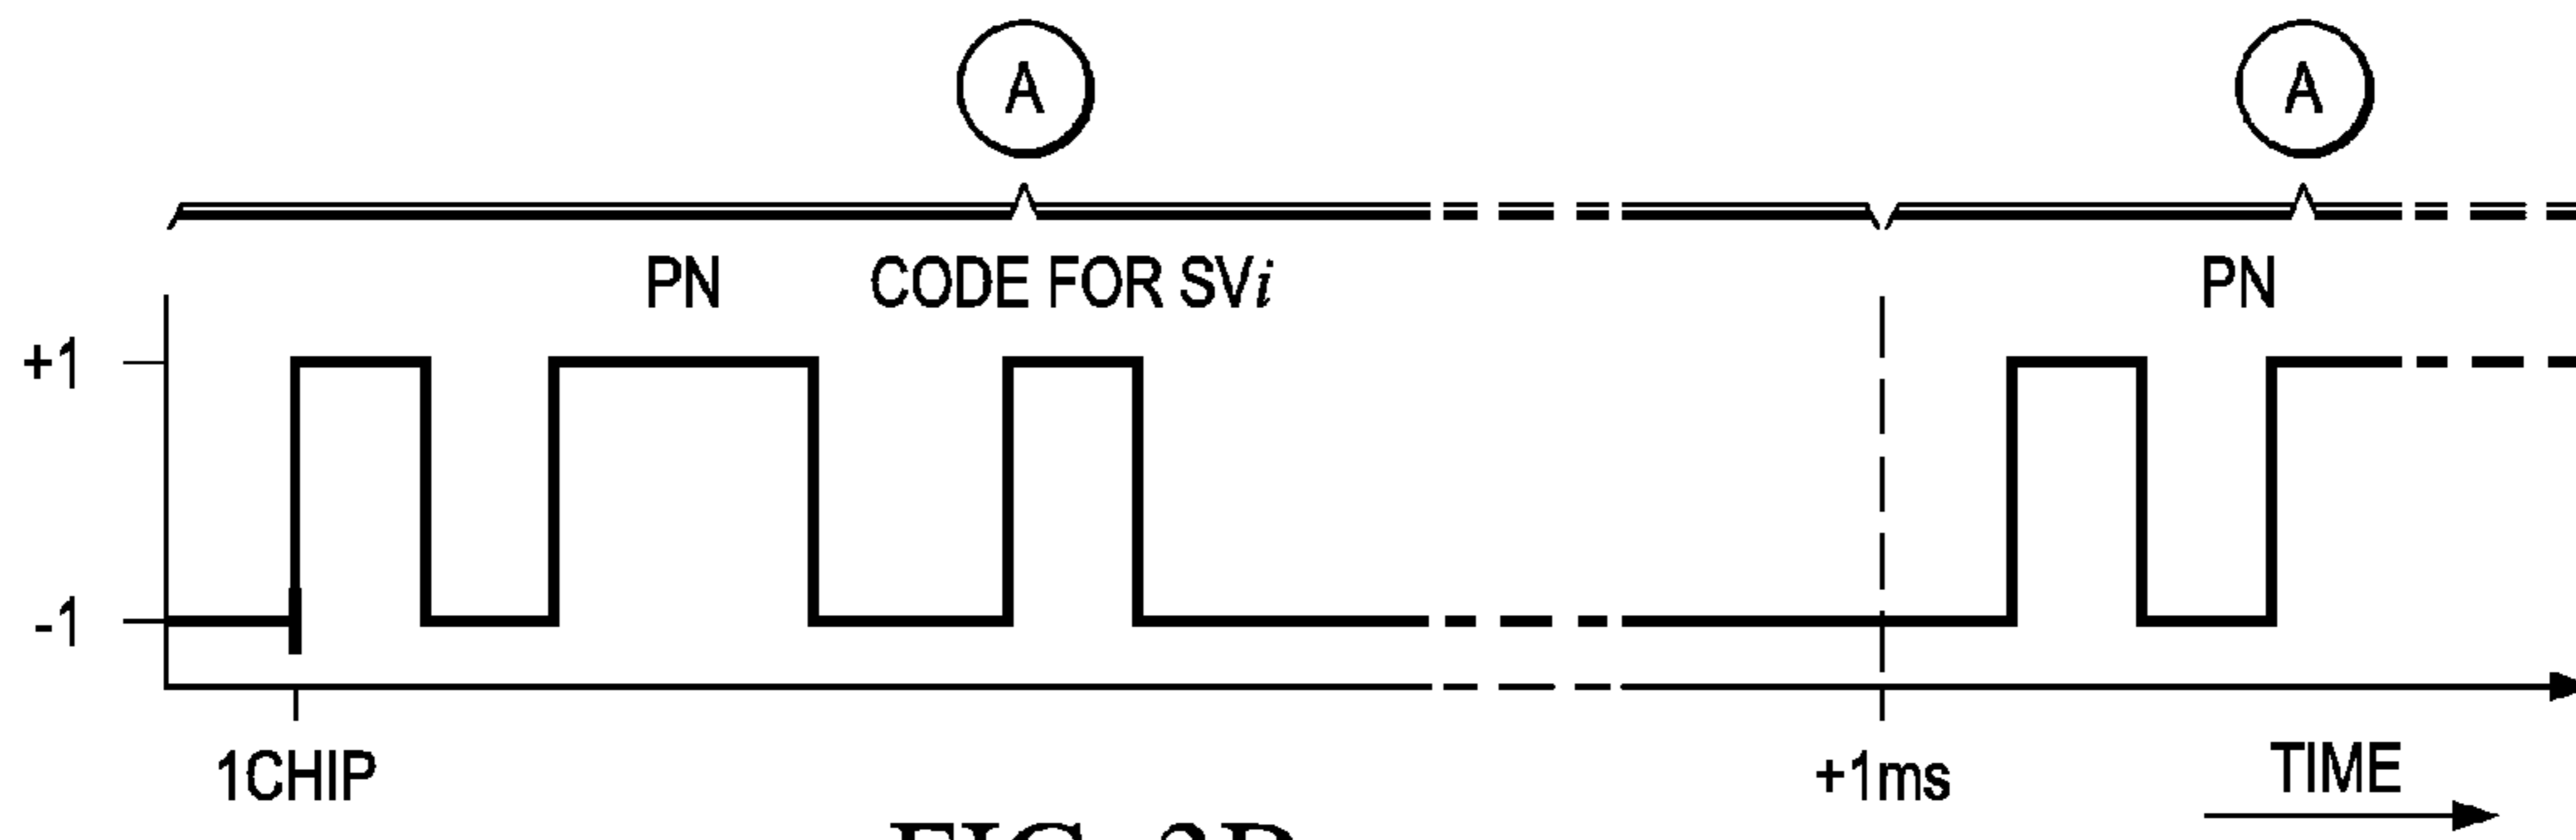 A A
PN CODE FOR SVi PN
+1
-1
1CHIP +1ms TIME